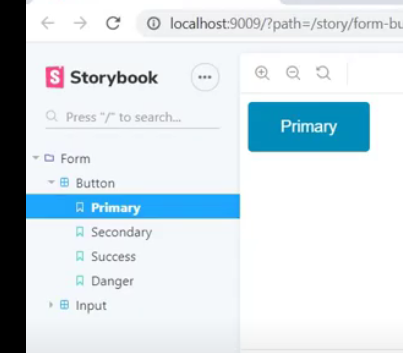 localhost:9009/?path=/story/form-bu
Storybook
Press "/" to search...
Primary
Form
Button
Primary
Secondary
Success
Danger
Input